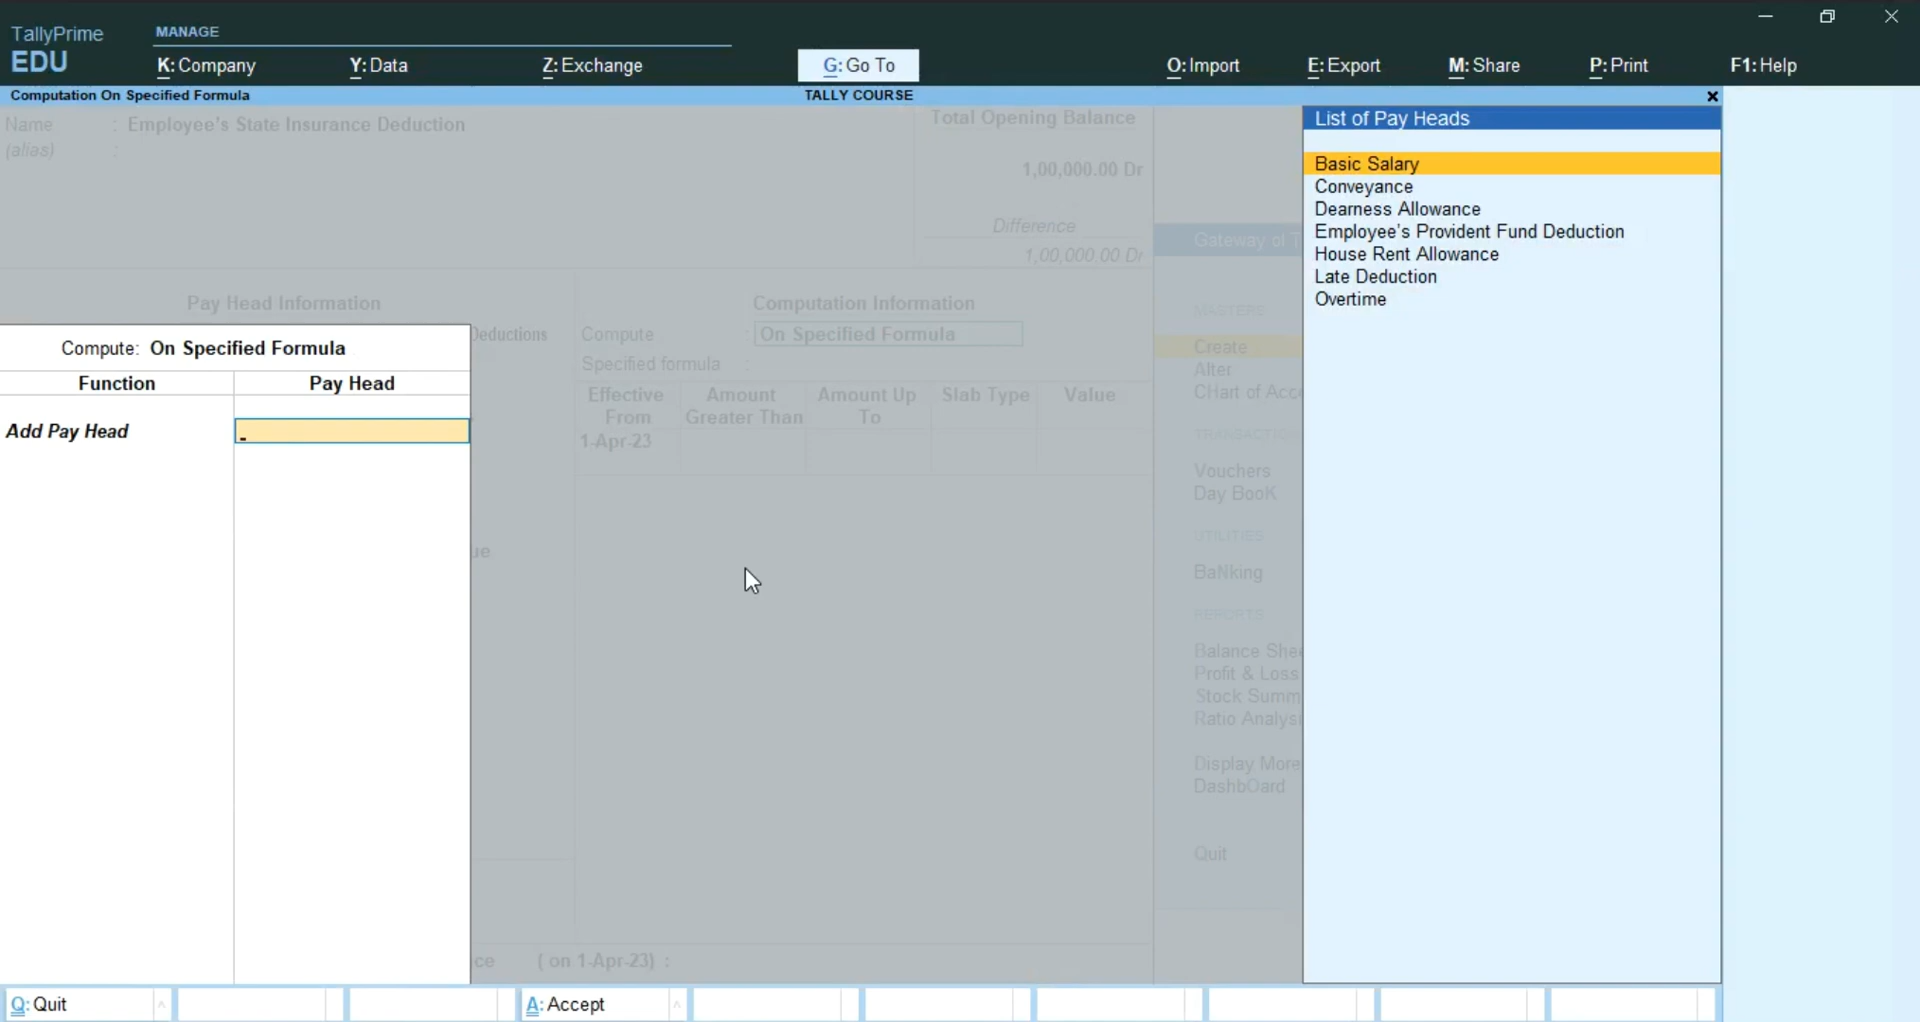 TallyPrime
EDU
MANAGE
K: Company
Y: Data
Z: Exchange
G: Go To
O: Import
E: Export
M: Share
P: Print
F1: Help
Computation On Specified Formula
TALLY COURSE
Name : Employee's State Insurance Deduction
(alias) :
Total Opening Balance
1,00,000.00 Dr
Difference
1,00,000.00 Dr
Pay Head Information
Deductions
ue
Computation Information
Compute : On Specified Formula
Specified formula :
Effective From
Amount Greater Than
Amount Up To
Slab Type
Value
1-Apr-23
ce ( on 1-Apr-23) :
Compute: On Specified Formula
Function Pay Head
Add Pay Head
Gateway of T
MASTERS
Create
Alter
CHart of Acc
TRANSACTIO
Vouchers
Day BooK
UTILITIES
BaNking
REPORTS
Balance She
Profit & Loss
Stock Summ
Ratio Analysi
Display More
DashbOard
Quit
List of Pay Heads
Basic Salary
Conveyance
Dearness Allowance
Employee's Provident Fund Deduction
House Rent Allowance
Late Deduction
Overtime
Q: Quit
A: Accept